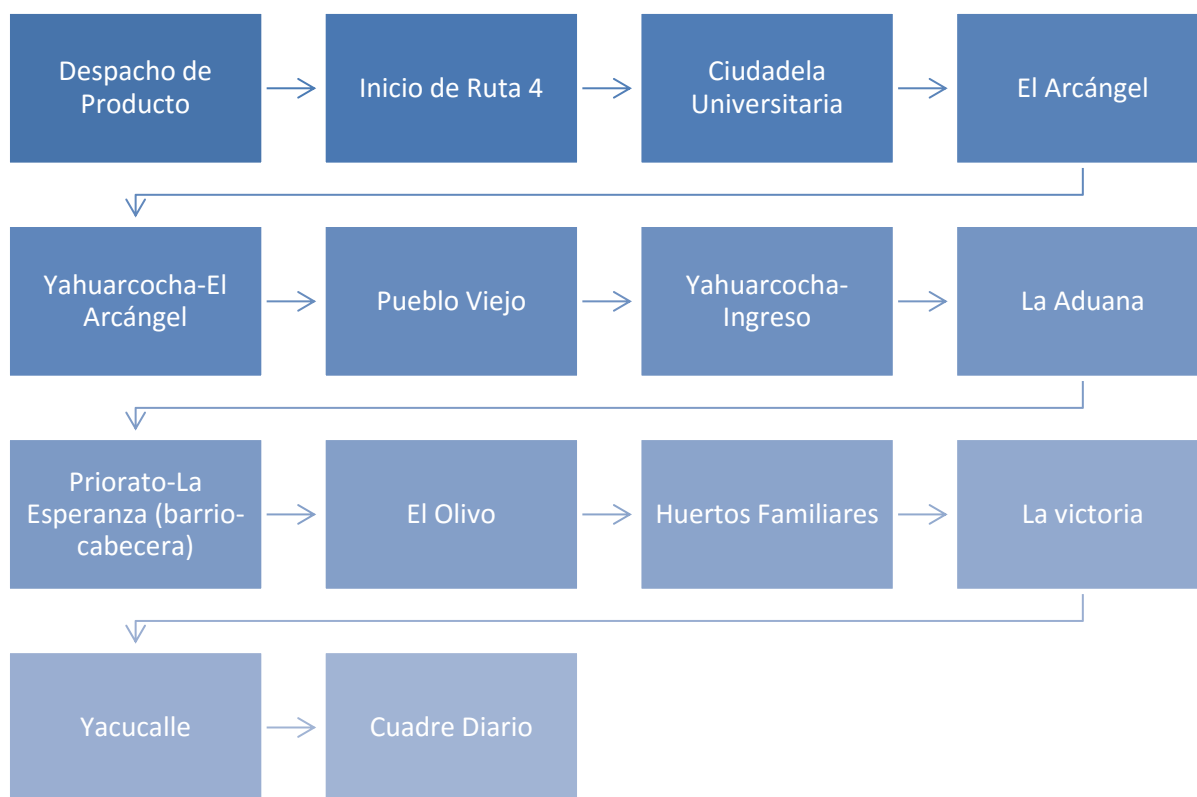 Despacho de
Producto
Inicio de Ruta 4
Ciudadela
Universitaria
El Arcángel
Yahuarcocha-El
Arcángel
Pueblo Viejo
Yahuarcocha-
Ingreso
La Aduana
Priorato-La
Esperanza (barrio-
cabecera)
El Olivo
Huertos Familiares
La victoria
Yacucalle
Cuadre Diario